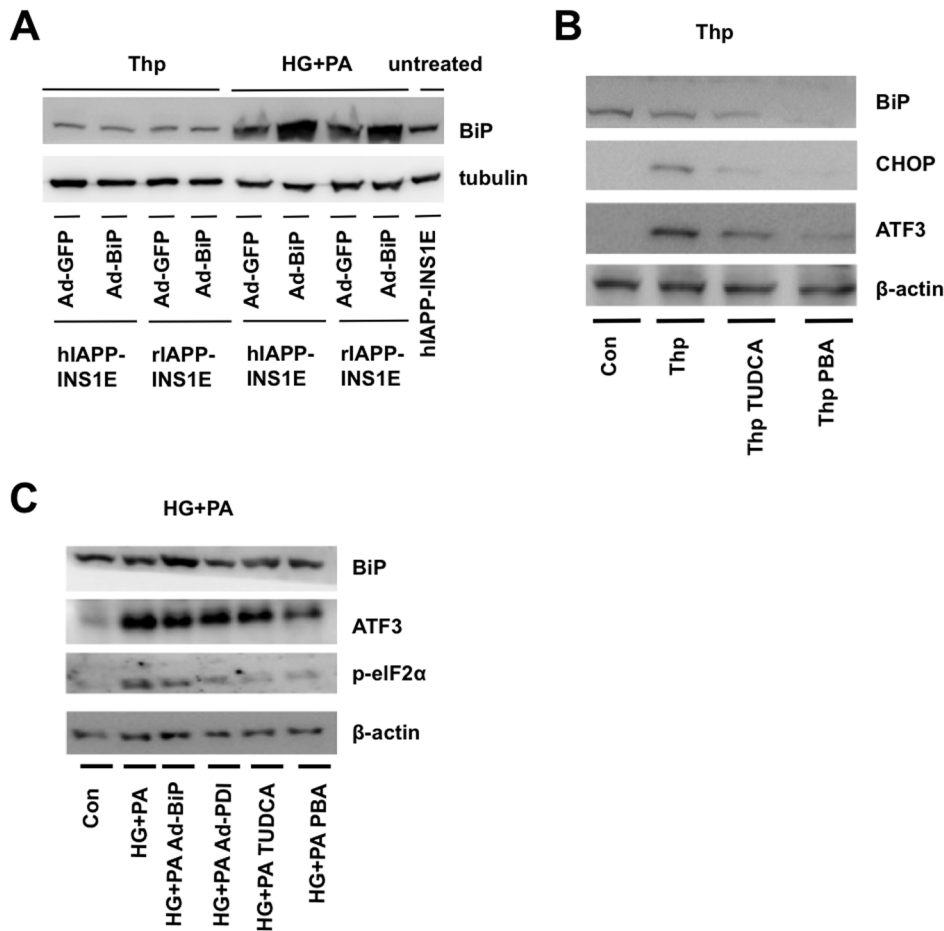 A
Thp HG+PA untreated
BiP
tubulin
Ad-GFP Ad-BiP Ad-GFP Ad-BiP Ad-GFP Ad-BiP Ad-GFP Ad-BiP hIAPP-INS1E
hIAPP- rIAPP- hIAPP- rIAPP-
INS1E INS1E INS1E INS1E
B
Thp
BiP
CHOP
ATF3
β-actin
Con Thp Thp TUDCA Thp PBA
C
HG+PA
BiP
ATF3
p-eIF2α
β-actin
Con HG+PA HG+PA Ad-BiP HG+PA Ad-PDI HG+PA TUDCA HG+PA PBA